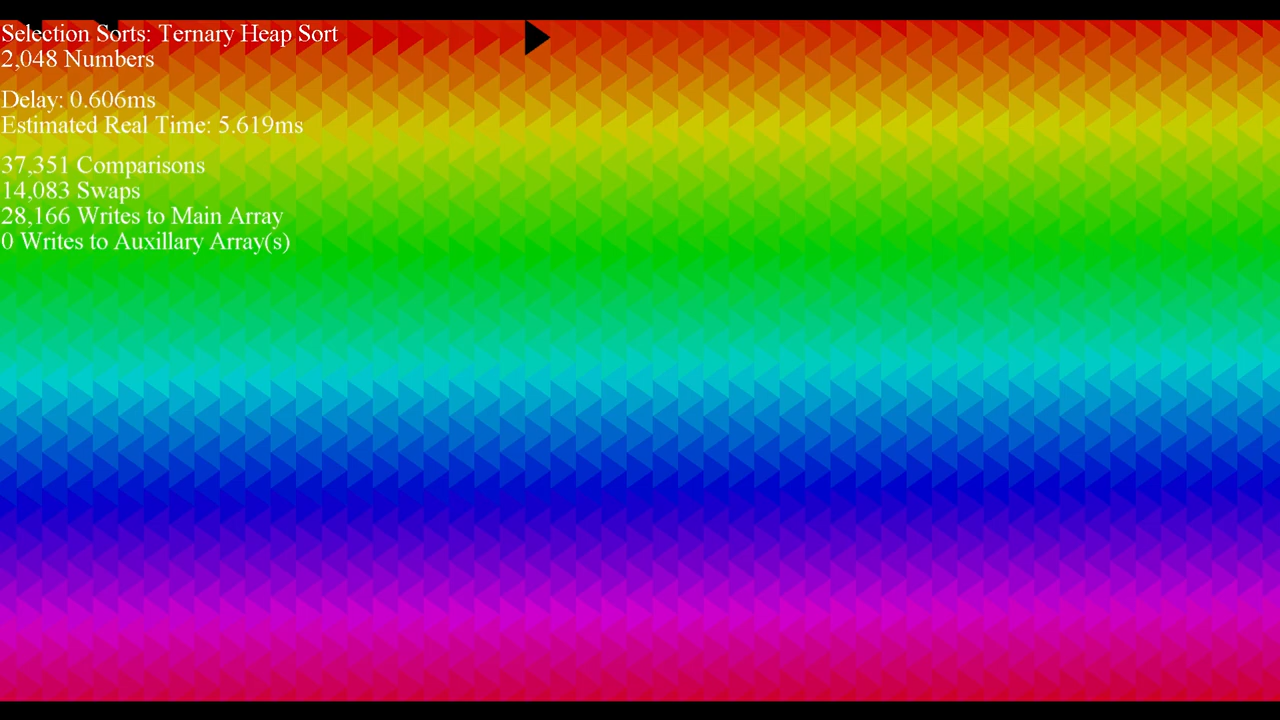 Selection Sorts: Ternary Heap Sort
2,048 Numbers
Delay: 0.606ms
Estimated Real Time: 5.619ms
37,351 Comparisons
14,083 Swaps
28,166 Writes to Main Array
0 Writes to Auxillary Array(s)